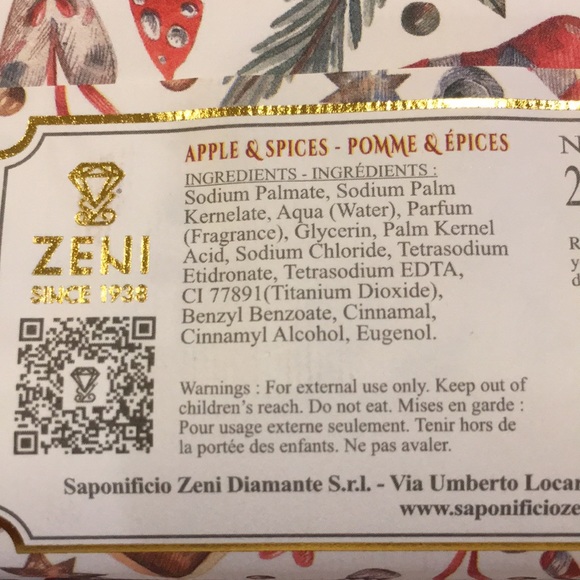 APPLE & SPICES - POMME & ÉPICES
INGREDIENTS - INGRÉDIENTS :
Sodium Palmate, Sodium Palm
Kernelate, Aqua (Water), Parfum
(Fragrance), Glycerin, Palm Kernel
Acid, Sodium Chloride, Tetrasodium
Etidronate, Tetrasodium EDTA,
CI 77891(Titanium Dioxide),
Benzyl Benzoate, Cinnamal,
Cinnamyl Alcohol, Eugenol.
ZENI
SINCE 1938
Warnings : For external use only. Keep out of
children's reach. Do not eat. Mises en garde :
Pour usage externe seulement. Tenir hors de
la portée des enfants. Ne pas avaler.
Saponificio Zeni Diamante S.r.l. - Via Umberto
www.saponificioze